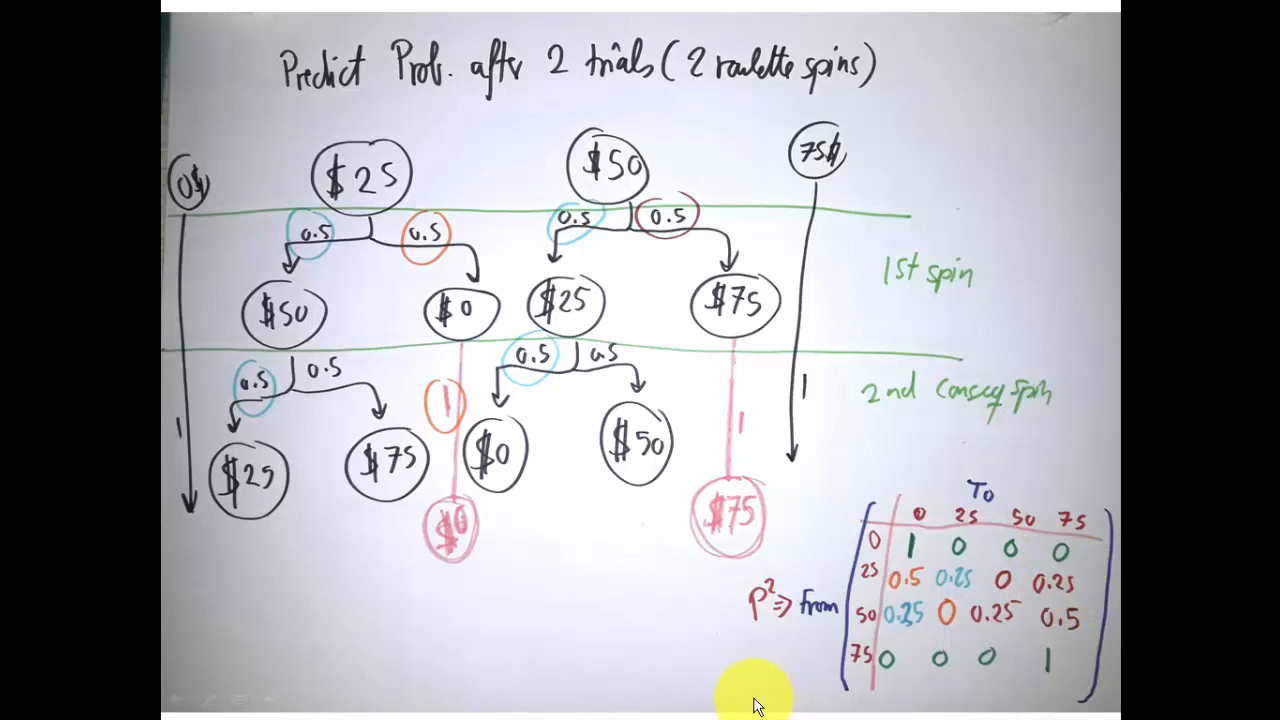 Predict Prob. after 2 trials (2 roulette spins)
0$ $25 $50 75$
0.5 0.5 0.5 0.5
1st spin
$50 $0 $25 $75
0.5 0.5 0.5 0.5
2nd Conseq spin
1 1 1 1
$25 $75 $0 $50
$0 $75
To
0 25 50 75
0 1 0 0 0
25 0.5 0.25 0 0.25
P² => From
50 0.25 0 0.25 0.5
75 0 0 0 1